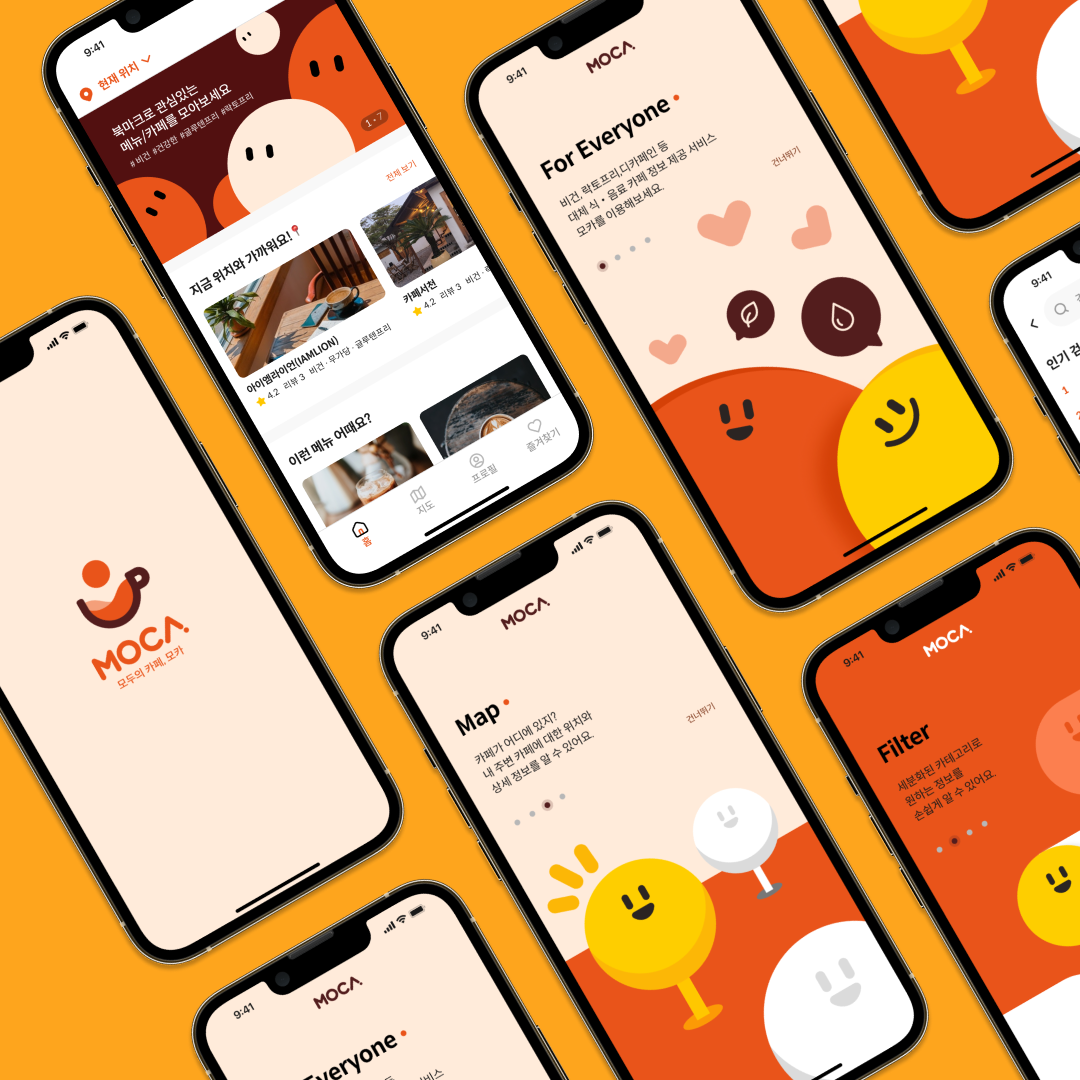 9:41
현재 위치
북마크로 관심있는
메뉴/카페를 모아보세요
# 비건 #건강한 #글루텐프리 #락토프리
1 • 7
전체 보기
지금 위치와 가까워요!
아이엠라이언(IAMLION)
4.2 리뷰 3 비건 · 무가당 · 글루텐프리
카페서천
4.2 리뷰 3 비건 ·
이런 메뉴 어때요?
홈
지도
프로필
즐겨찾기
9:41
MOCA.
For Everyone
비건, 락토프리,디카페인 등
대체 식 • 음료 카페 정보 제공 서비스
모카를 이용해보세요.
건너뛰기
9:41
인기 검
1
2
MOCA.
모두의 카페, 모카
9:41
MOCA.
Map
카페가 어디에 있지?
내 주변 카페에 대한 위치와
상세 정보를 알 수 있어요.
건너뛰기
9:41
MOCA.
Filter
세분화된 카테고리로
원하는 정보를
손쉽게 알 수 있어요.
9:41
MOCA.
Everyone